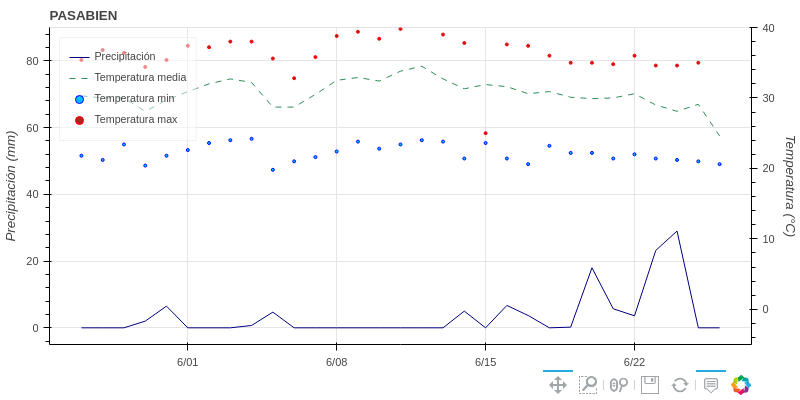 PASABIEN
Precipitación
Temperatura media
Temperatura min
Temperatura max
Precipitación (mm)
80
60
40
20
0
Temperatura (°C)
40
30
20
10
0
6/01
6/08
6/15
6/22